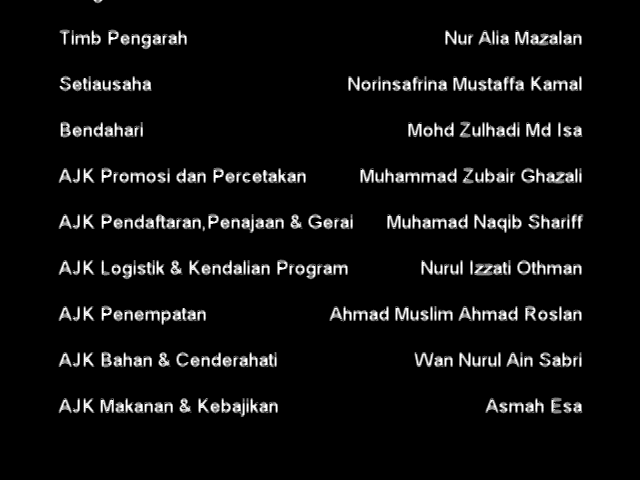 Timb Pengarah Nur Alia Mazalan
Setiausaha Norinsafrina Mustaffa Kamal
Bendahari Mohd Zulhadi Md Isa
AJK Promosi dan Percetakan Muhammad Zubair Ghazali
AJK Pendaftaran,Penajaan & Gerai Muhamad Naqib Shariff
AJK Logistik & Kendalian Program Nurul Izzati Othman
AJK Penempatan Ahmad Muslim Ahmad Roslan
AJK Bahan & Cenderahati Wan Nurul Ain Sabri
AJK Makanan & Kebajikan Asmah Esa